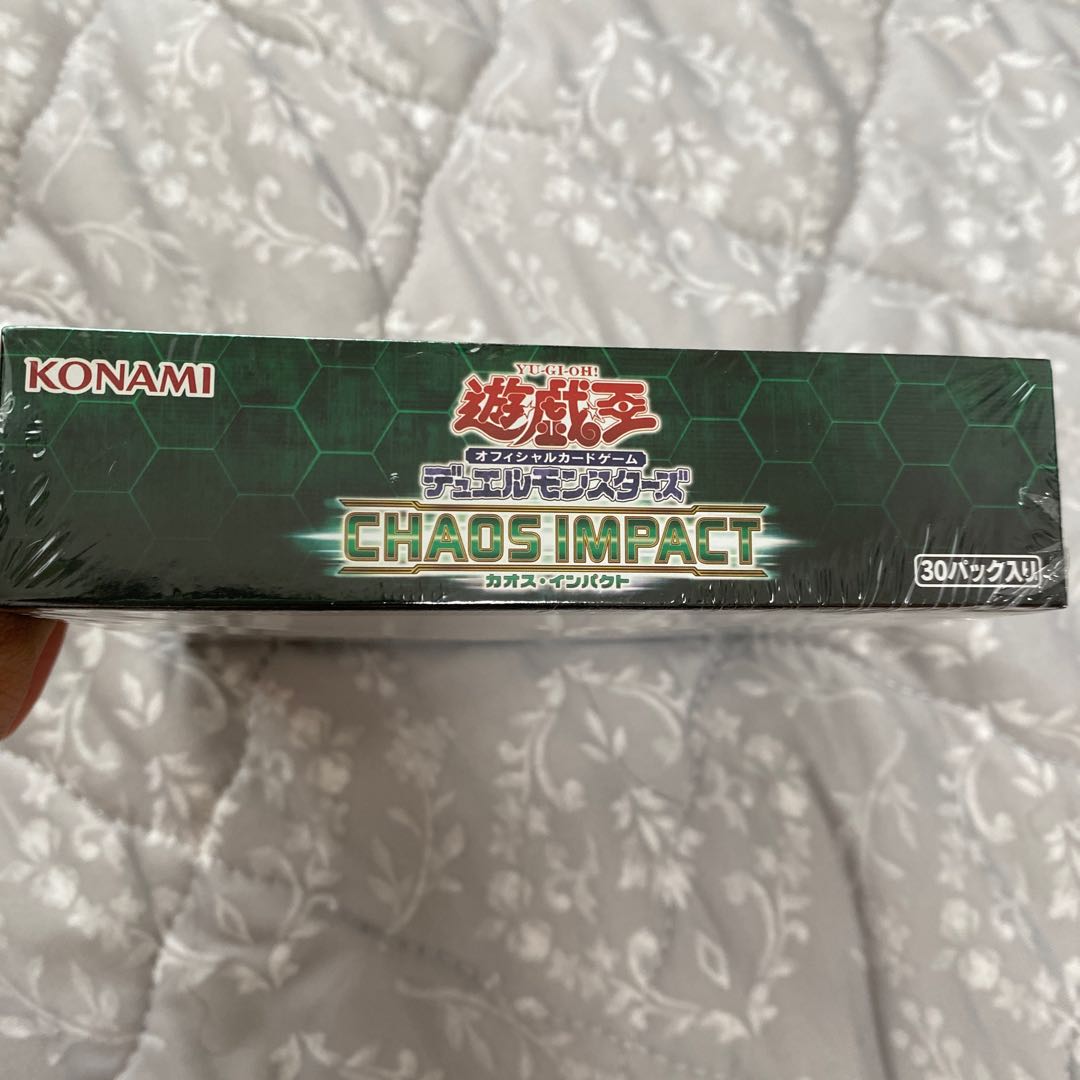 KONAMI
YU-GI-OH!
遊戯王
オフィシャルカードゲーム
デュエルモンスターズ
CHAOS IMPACT
カオス・インパクト
30パック入り